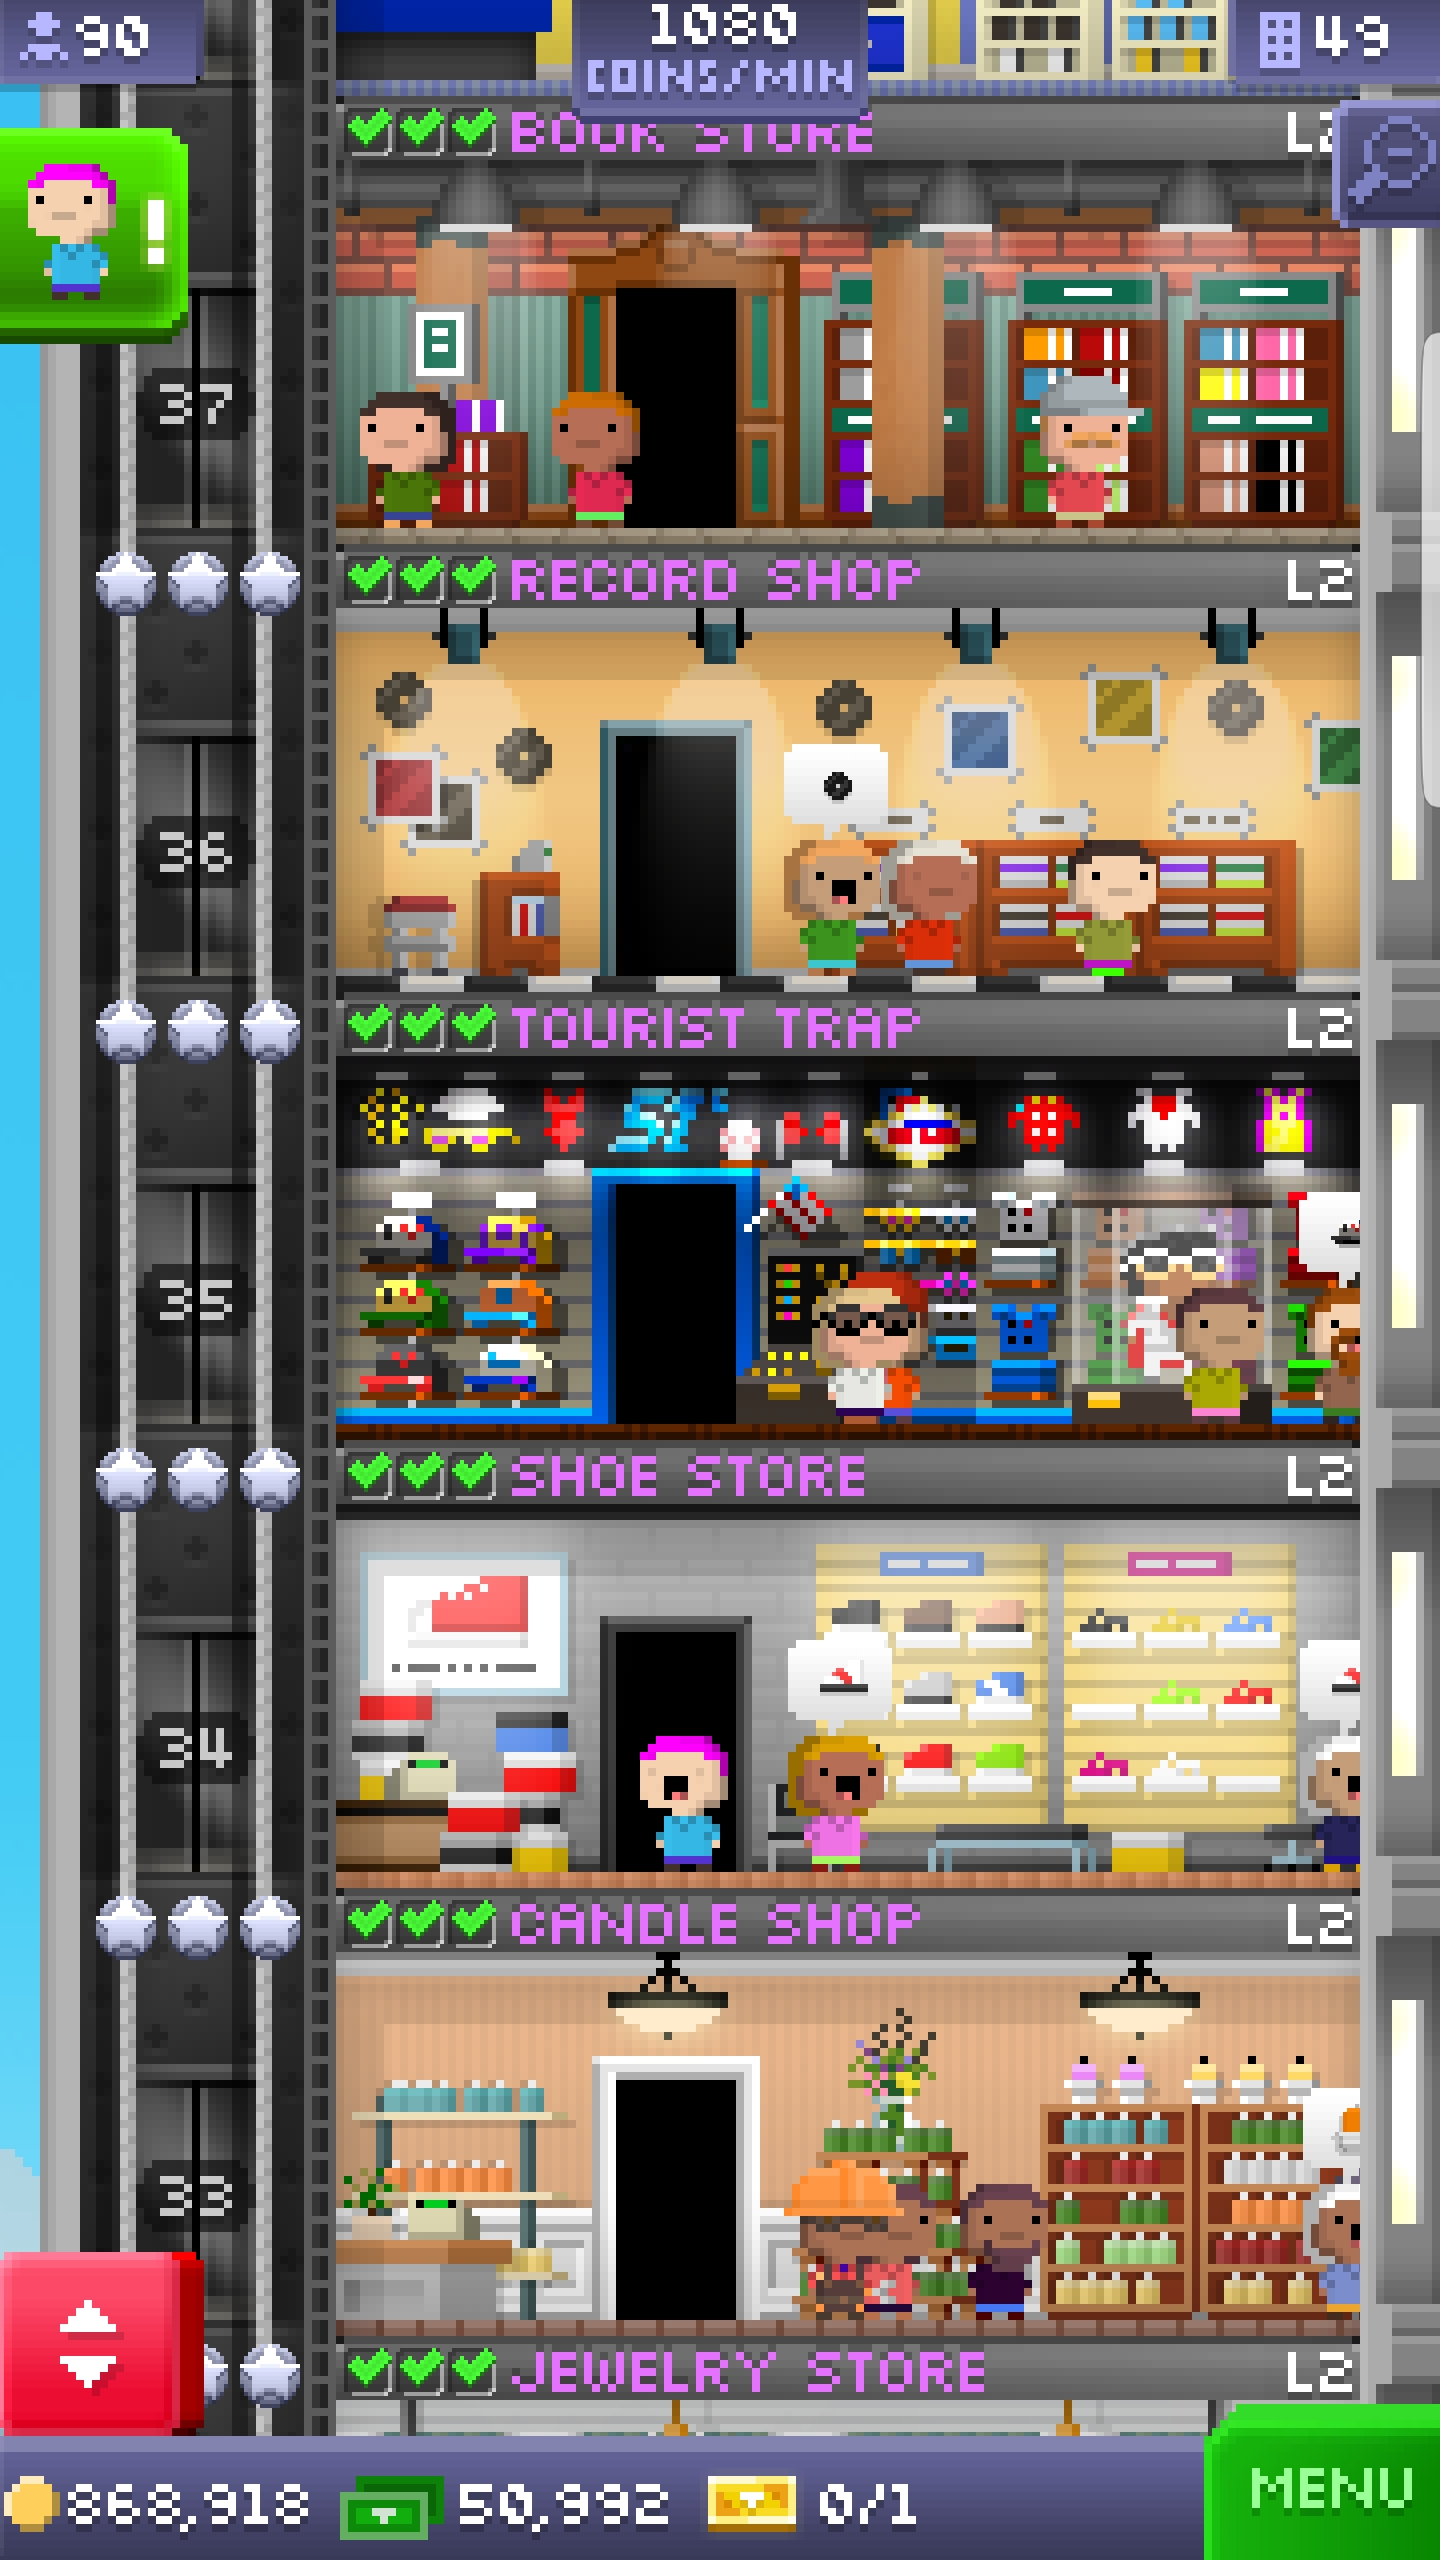 90
1080
COINS/MIN
49
BOOK STORE
L2
37
RECORD SHOP L2
36
TOURIST TRAP L2
35
SHOE STORE L2
34
CANDLE SHOP L2
33
JEWELRY STORE L2
868,918 50,992 0/1
MENU